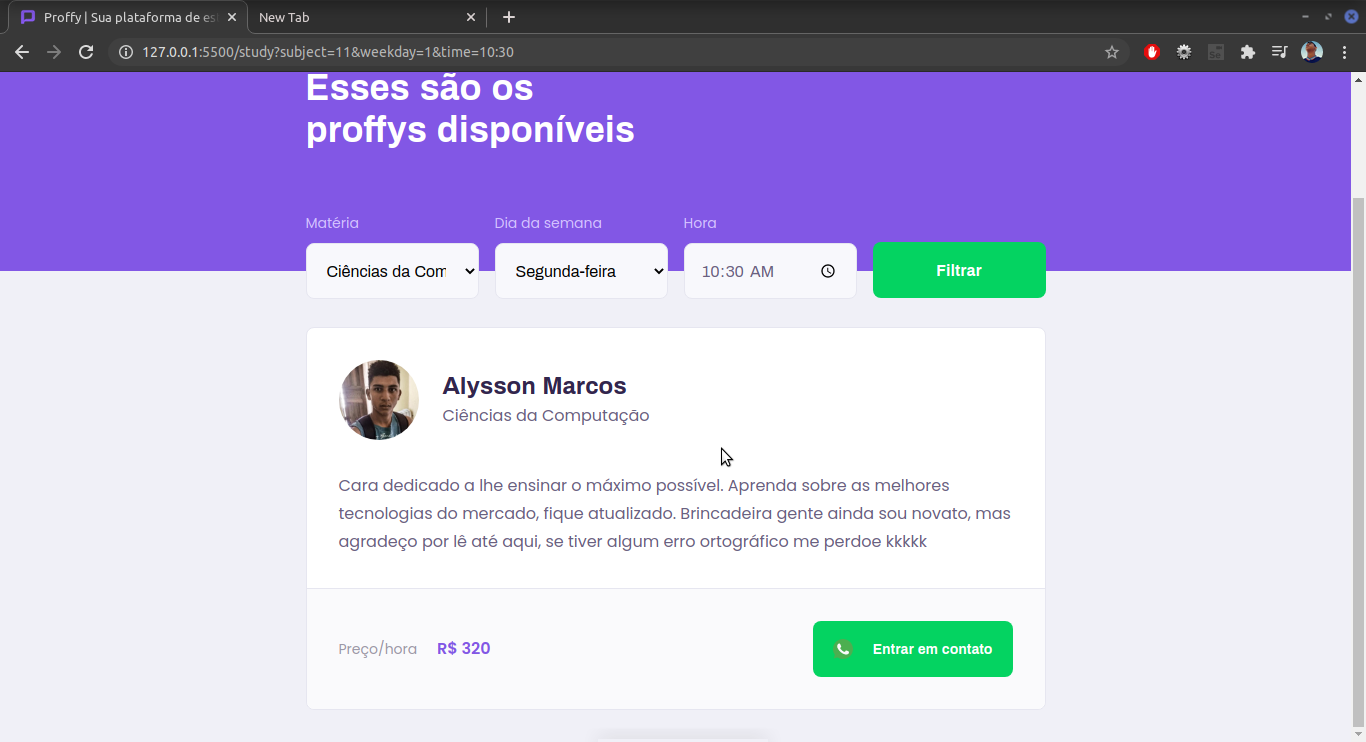 Proffy | Sua plataforma de es
New Tab
127.0.0.1:5500/study?subject=11&weekday=1&time=10:30
Esses são os
proffys disponíveis
Matéria
Dia da semana
Hora
Ciências da Com
Segunda-feira
10:30 AM
Filtrar
Alysson Marcos
Ciências da Computação
Cara dedicado a lhe ensinar o máximo possível. Aprenda sobre as melhores
tecnologias do mercado, fique atualizado. Brincadeira gente ainda sou novato, mas
agradeço por lê até aqui, se tiver algum erro ortográfico me perdoe kkkkk
Preço/hora
R$ 320
Entrar em contato